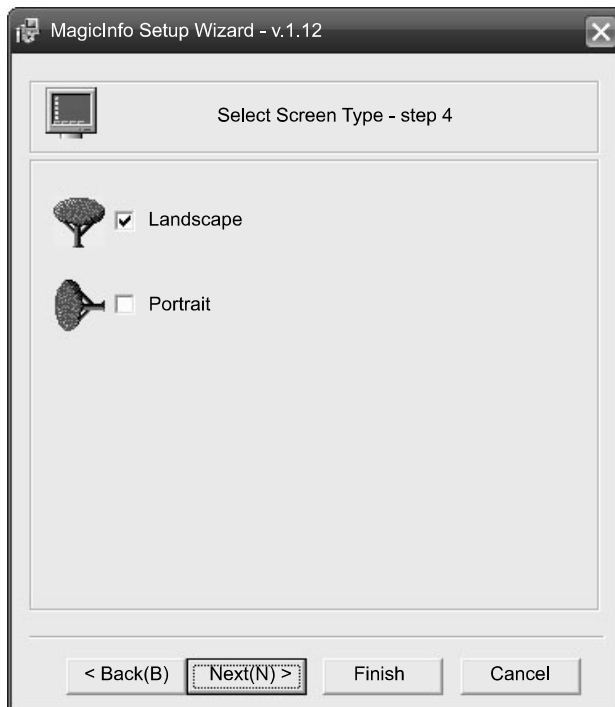 MagicInfo Setup Wizard - v.1.12
Select Screen Type - step 4
Landscape
Portrait
< Back(B) Next(N) > Finish Cancel